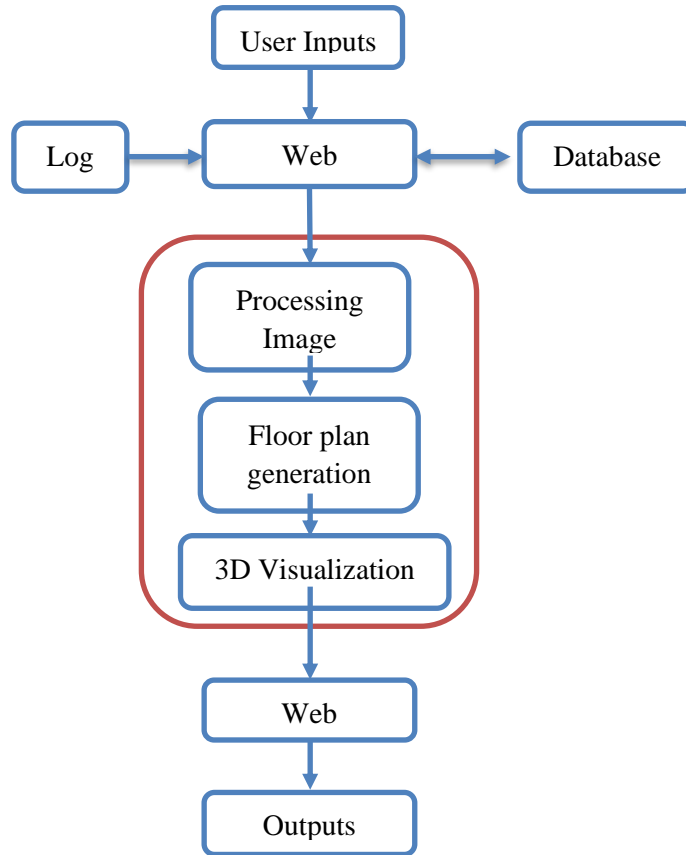 User Inputs
Log
Web
Database
Processing
Image
Floor plan
generation
3D Visualization
Web
Outputs